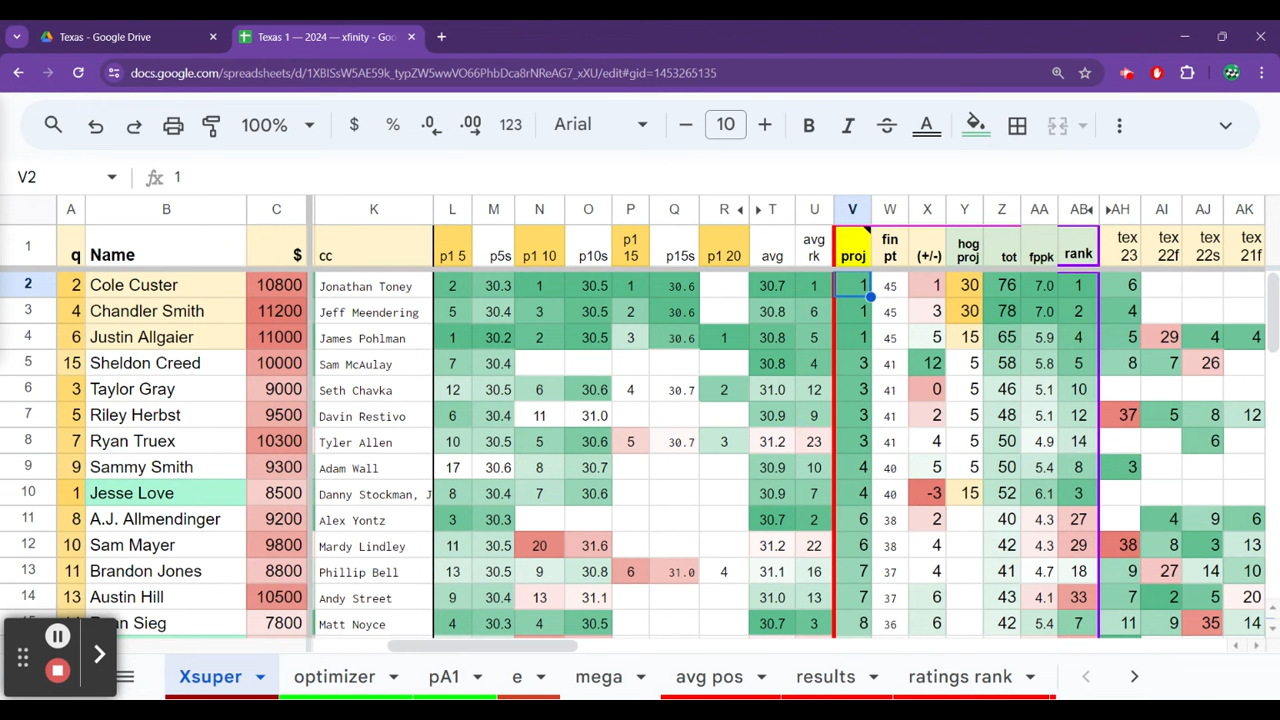 Texas - Google Drive
Texas 1 — 2024 — xfinity - Goo
docs.google.com/spreadsheets/d/1XBISsW5AE59k_typZW5wwVO66PhbDca8rNReAG7_xXU/edit#gid=1453265135
100% $ % .0 .00 123 Arial 10 B I A
V2 1
A B C K L M N O P Q R T U V W X Y Z AA AB AH AI AJ AK
1 q Name $ cc p1 5 p5s p1 10 p10s p1 15 p15s p1 20 avg avg rk proj fin pt (+/-) hog proj tot fppk rank tex 23 tex 22f tex 22s tex 21f
2 2 Cole Custer 10800 Jonathan Toney 2 30.3 1 30.5 1 30.6 30.7 1 1 45 1 30 76 7.0 1 6
3 4 Chandler Smith 11200 Jeff Meendering 5 30.4 3 30.5 2 30.6 30.8 6 1 45 3 30 78 7.0 2 4
4 6 Justin Allgaier 11000 James Pohlman 1 30.2 2 30.5 3 30.6 1 30.8 5 1 45 5 15 65 5.9 4 5 29 4 4
5 15 Sheldon Creed 10000 Sam McAulay 7 30.4 30.8 4 3 41 12 5 58 5.8 5 8 7 26
6 3 Taylor Gray 9000 Seth Chavka 12 30.5 6 30.6 4 30.7 2 31.0 12 3 41 0 5 46 5.1 10
7 5 Riley Herbst 9500 Davin Restivo 6 30.4 11 31.0 30.9 9 3 41 2 5 48 5.1 12 37 5 8 12
8 7 Ryan Truex 10300 Tyler Allen 10 30.5 5 30.6 5 30.7 3 31.2 23 3 41 4 5 50 4.9 14 6
9 9 Sammy Smith 9300 Adam Wall 17 30.6 8 30.7 30.9 10 4 40 5 5 50 5.4 8 3
10 1 Jesse Love 8500 Danny Stockman, J 8 30.4 7 30.6 30.9 7 4 40 -3 15 52 6.1 3
11 8 A.J. Allmendinger 9200 Alex Yontz 3 30.3 30.7 2 6 38 2 40 4.3 27 4 9 6
12 10 Sam Mayer 9800 Mardy Lindley 11 30.5 20 31.6 31.2 22 6 38 4 42 4.3 29 38 8 3 13
13 11 Brandon Jones 8800 Phillip Bell 13 30.5 9 30.8 6 31.0 4 31.1 16 7 37 4 41 4.7 18 9 27 14 10
14 13 Austin Hill 10500 Andy Street 9 30.4 13 31.1 31.0 13 7 37 6 43 4.1 33 7 2 5 20
an Sieg 7800 Matt Noyce 4 30.3 4 30.5 30.7 3 8 36 6 42 5.4 7 11 9 35 14
Xsuper optimizer pA1 e mega avg pos results ratings rank